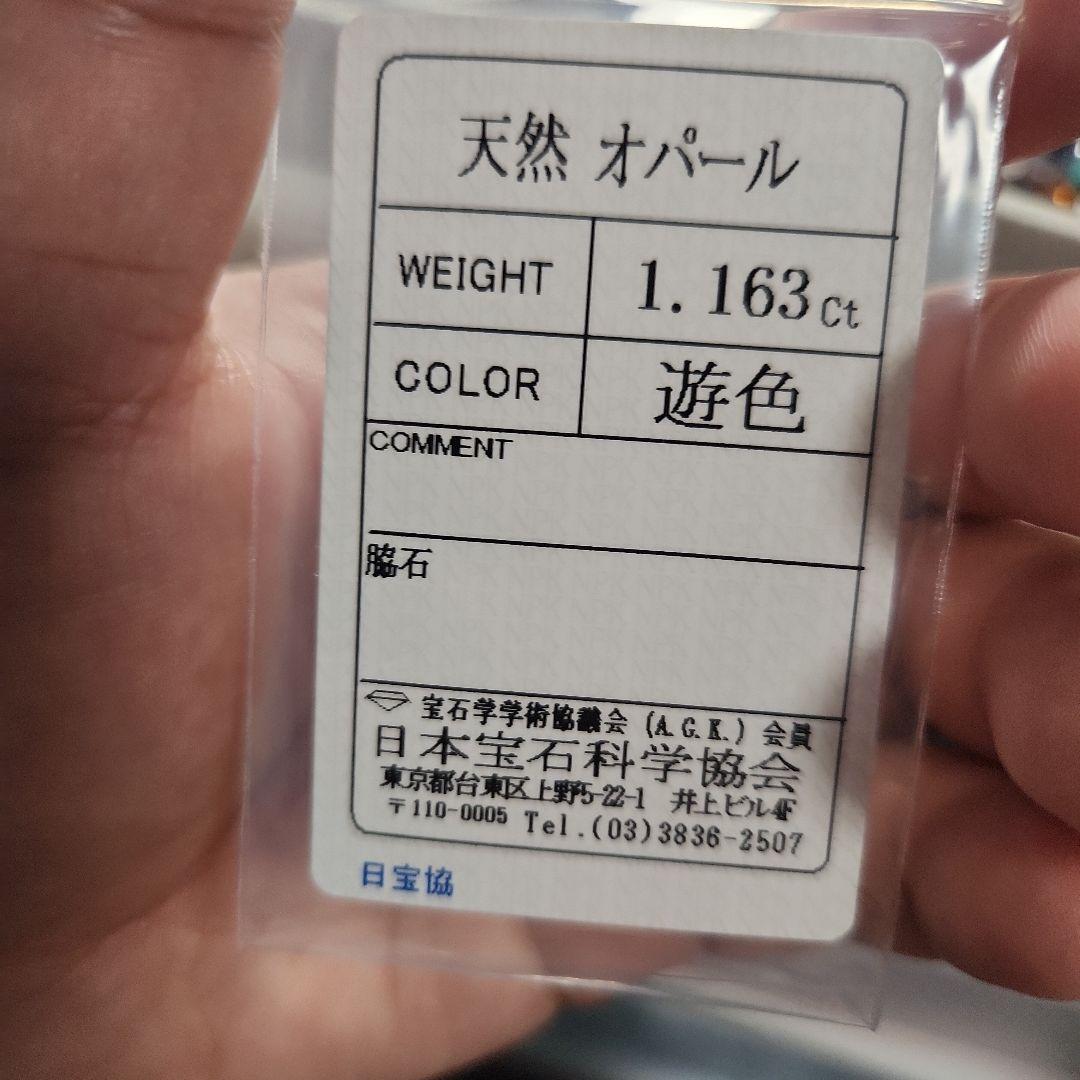 天然 オパール
WEIGHT 1.163ct
COLOR 遊色
COMMENT
脇石
宝石学学術協議会 (A.G.K.) 会員
日本宝石科学協会
東京都台東区上野5-22-1 井上ビル4F
〒110-0005 Tel.(03)3836-2507
日宝協